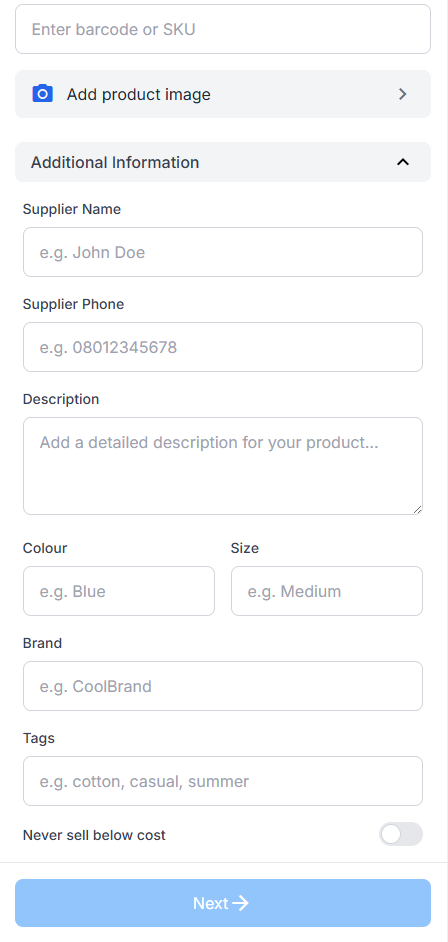 Enter barcode or SKU
Add product image
Additional Information
Supplier Name
e.g. John Doe
Supplier Phone
e.g. 08012345678
Description
Add a detailed description for your product...
Colour
Size
e.g. Blue
e.g. Medium
Brand
e.g. CoolBrand
Tags
e.g. cotton, casual, summer
Never sell below cost
Next